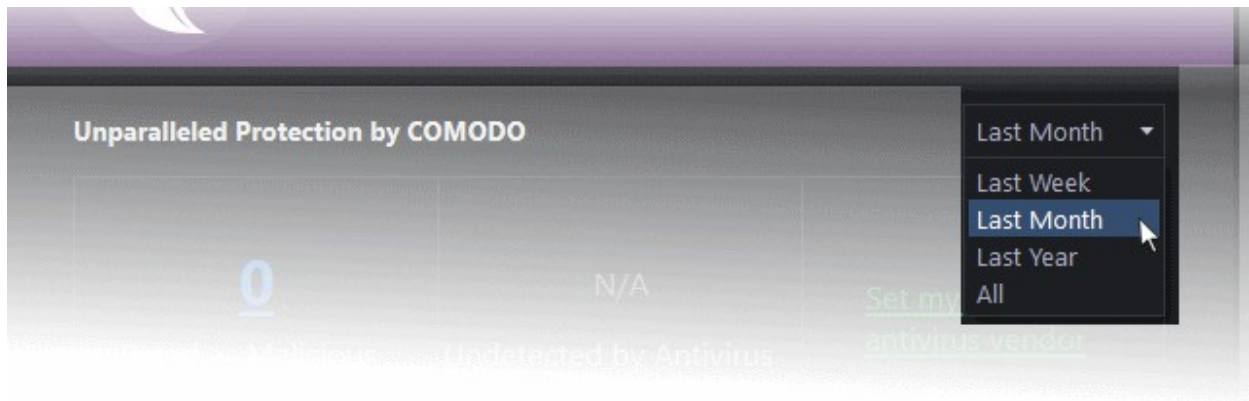 Unparalleled Protection by COMODO
Last Month
Last Week
Last Month
Last Year
All
0
N/A
Set my
antivirus vendor
Malicious
Undetected by Antivirus